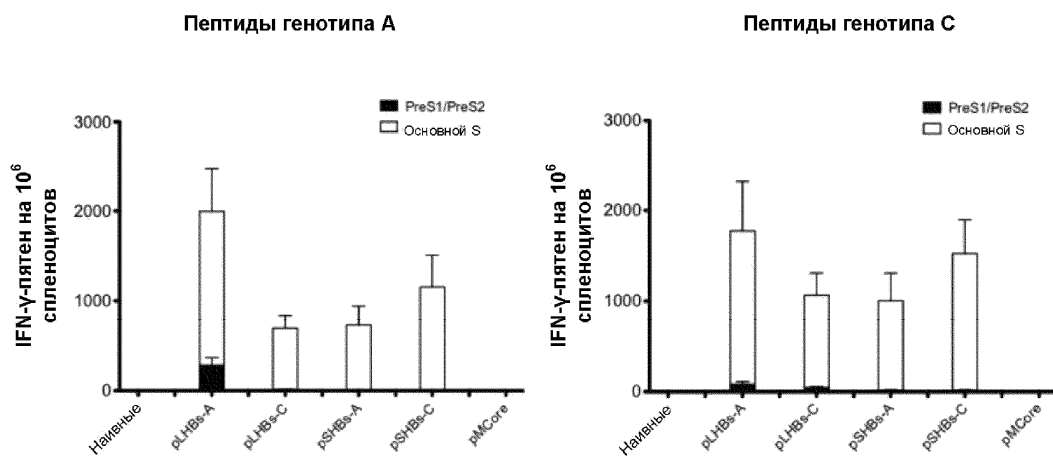 Пептиды генотипа А
PreS1/PreS2
Основной S
IFN-γ-пятен на 10⁶
спленоцитов
3000
2000
1000
0
Наивные
pLHBs-A
pLHBs-C
pSHBs-A
pSHBs-C
pMCore
Пептиды генотипа С
PreS1/PreS2
Основной S
IFN-γ-пятен на 10⁶
спленоцитов
3000
2000
1000
0
Наивные
pLHBs-A
pLHBs-C
pSHBs-A
pSHBs-C
pMCore